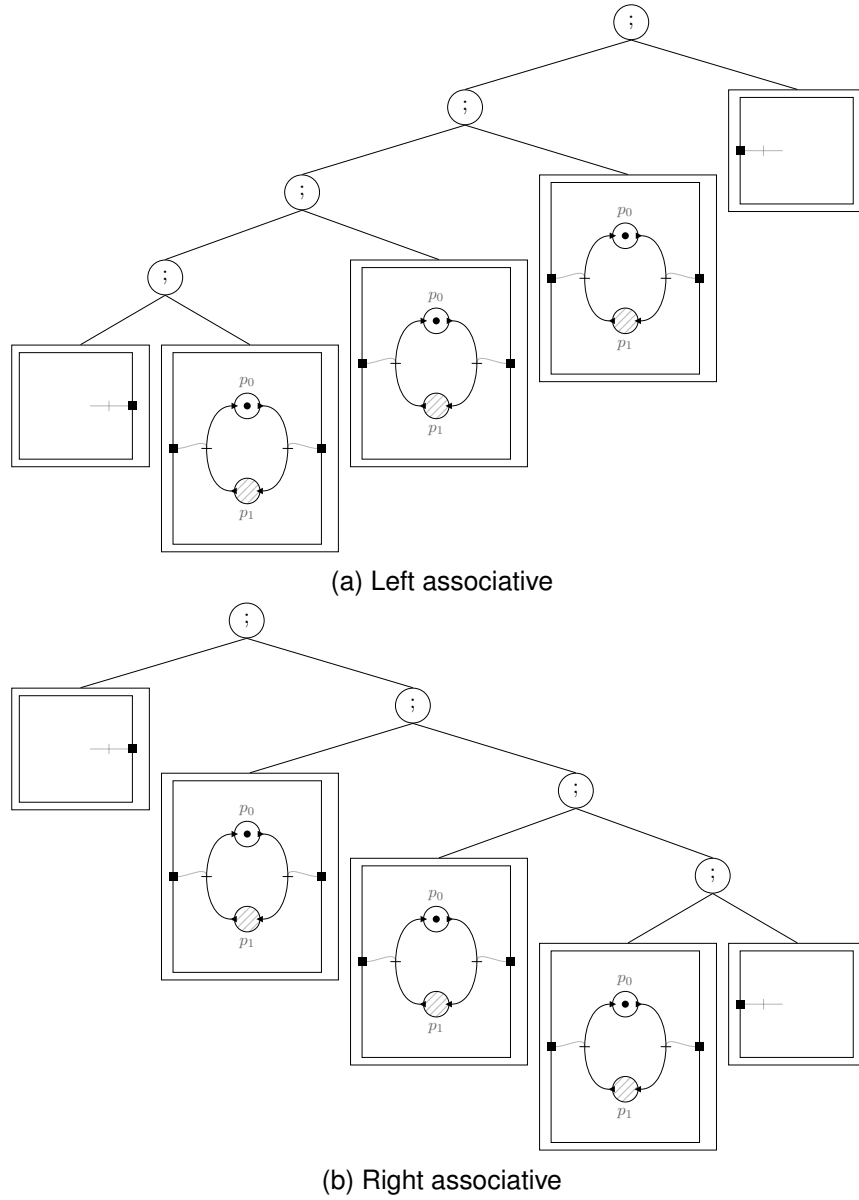 ;
;
;
p₀
;
p₀
p₁
p₀
p₁
p₁
(a) Left associative
;
;
;
p₀
;
p₁
p₀
p₁
p₀
p₁
(b) Right associative